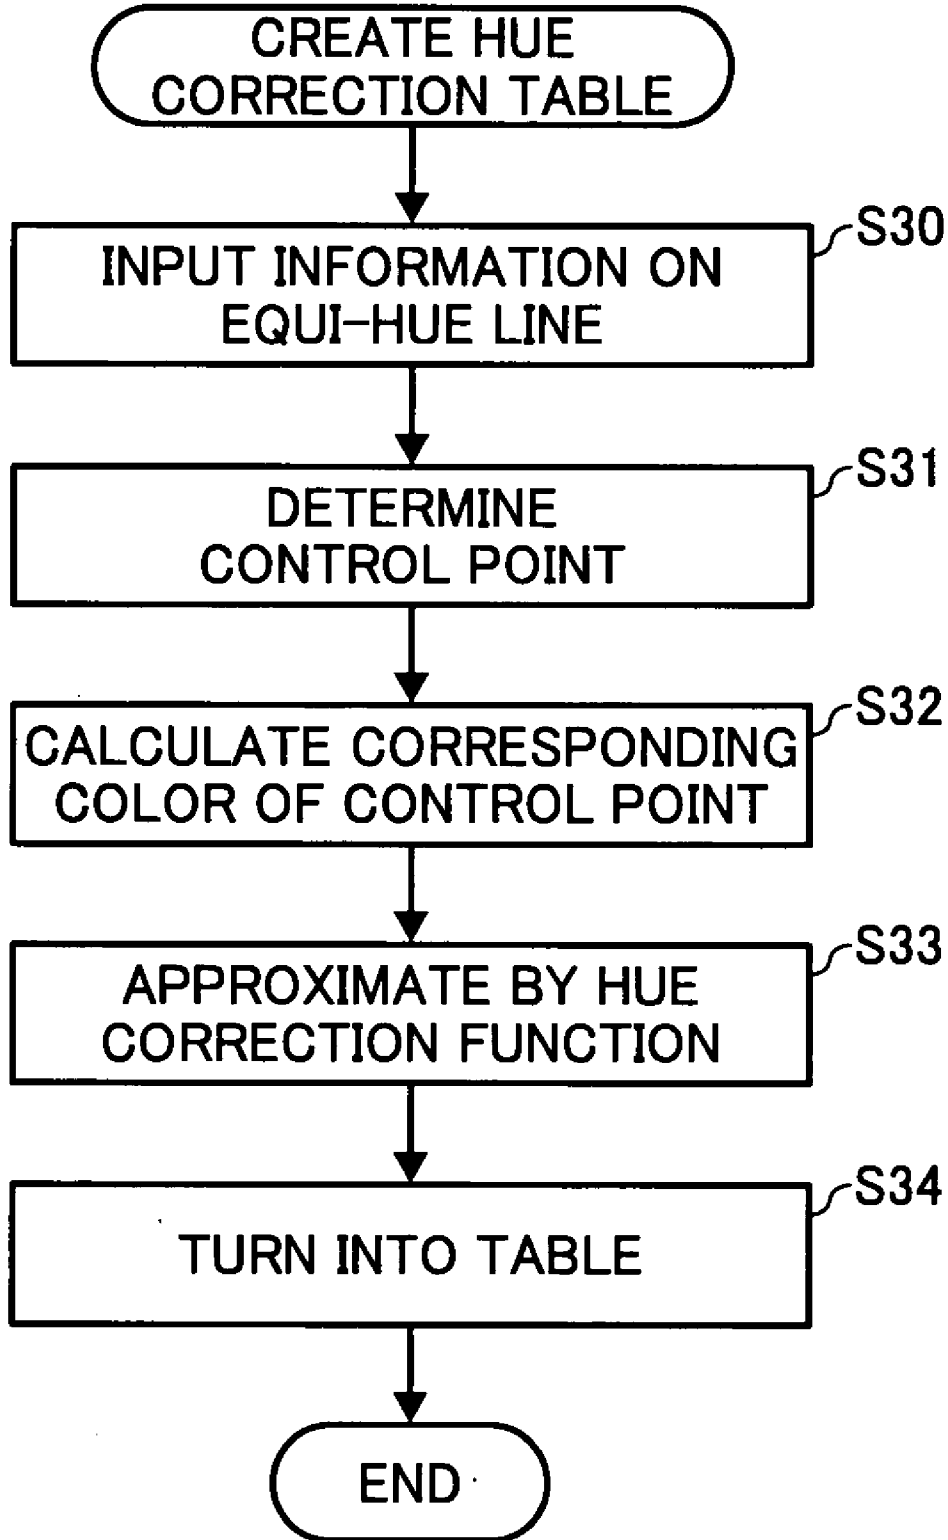 CREATE HUE
CORRECTION TABLE
S30
INPUT INFORMATION ON
EQUI-HUE LINE
S31
DETERMINE
CONTROL POINT
S32
CALCULATE CORRESPONDING
COLOR OF CONTROL POINT
S33
APPROXIMATE BY HUE
CORRECTION FUNCTION
S34
TURN INTO TABLE
END